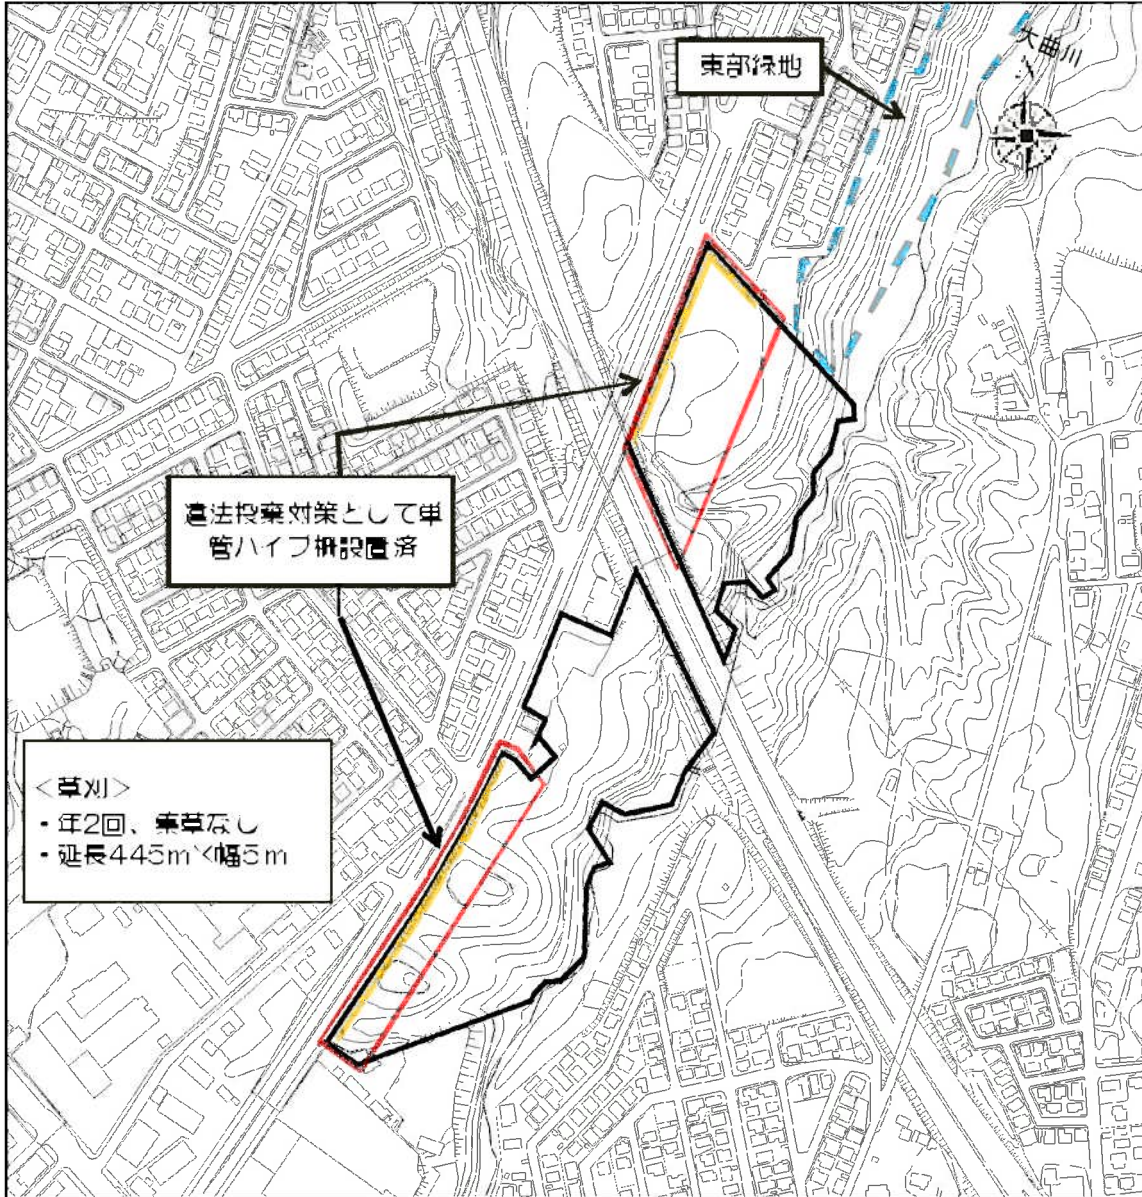 東部緑地
大曲川
違法投棄対策として単
管パイプ柵設置済
＜草刈＞
・年2回、集草なし
・延長445m×幅5m